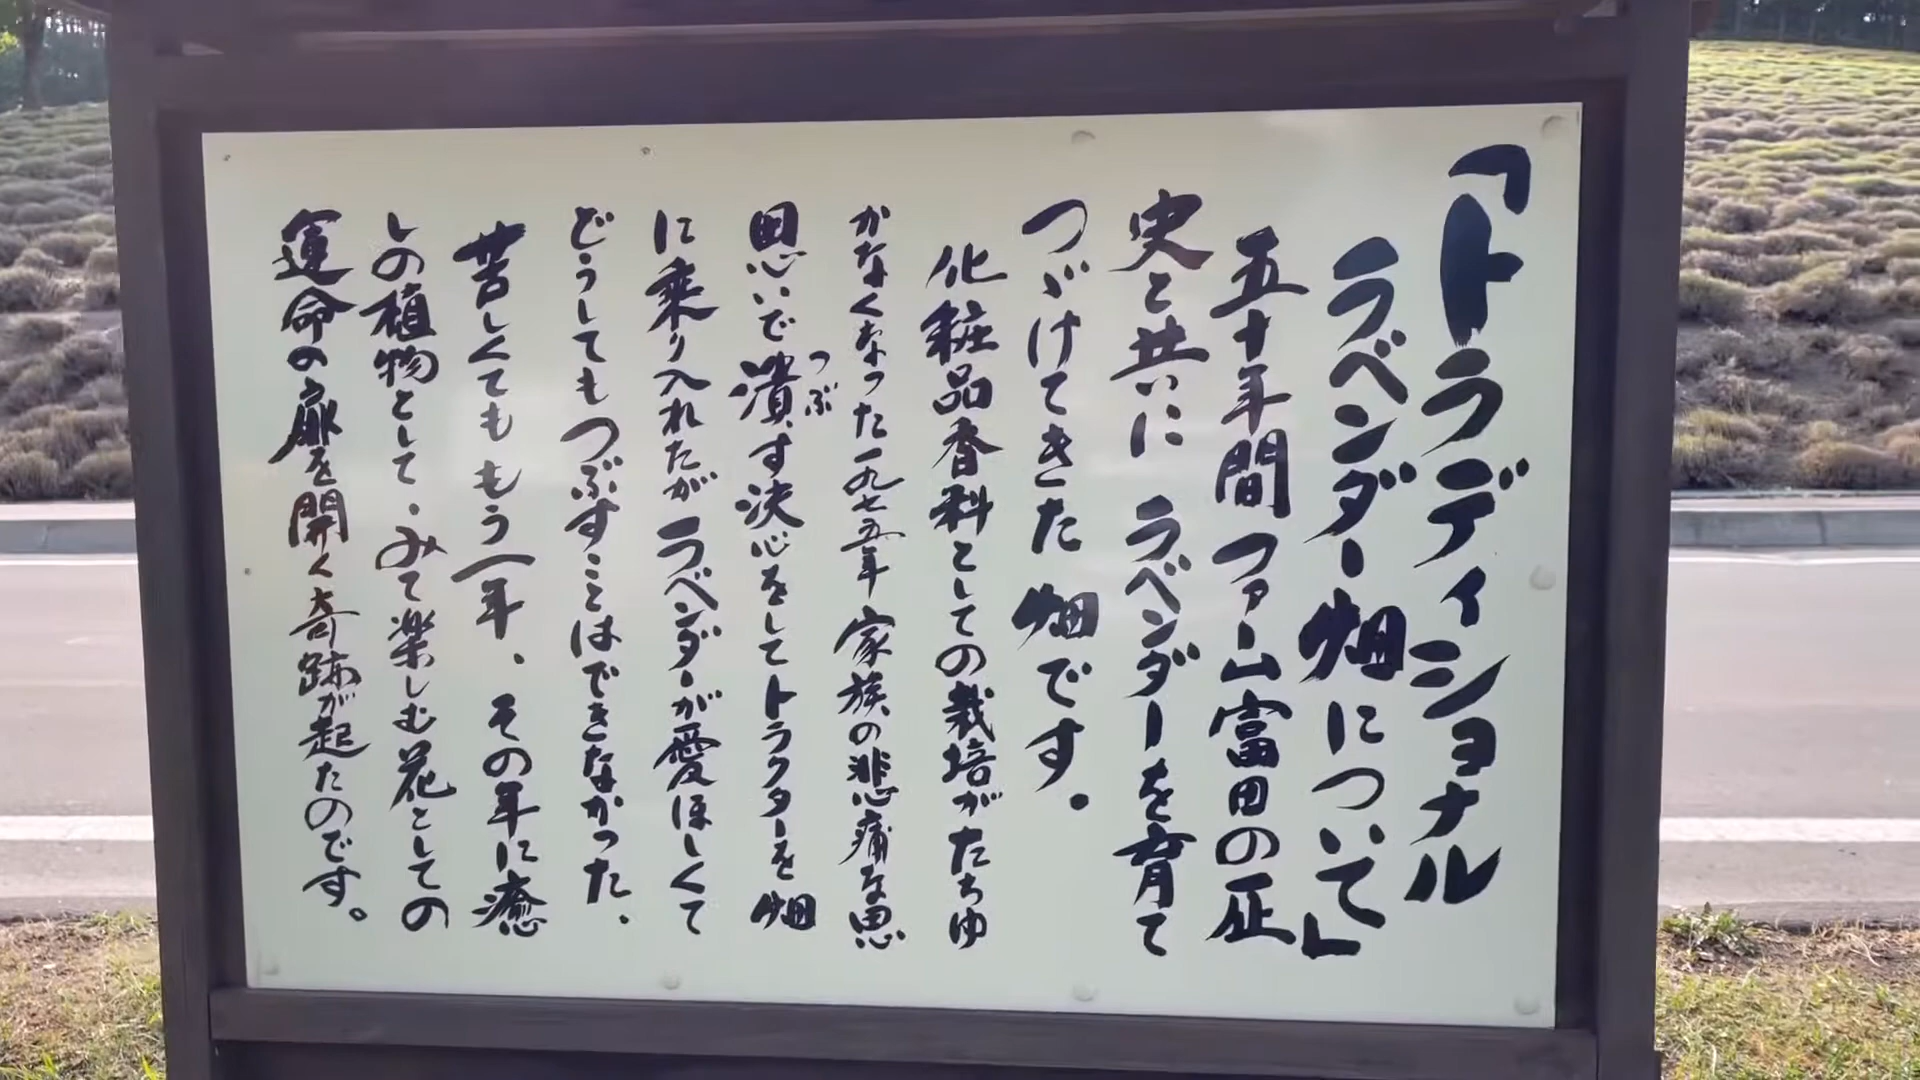 「トラディショナル
ラベンダー畑について」
五十年間ファーム富田の歴
史と共にラベンダーを育て
つゞけてきた畑です。
化粧品香料としての栽培がたちゆ
かなくなった一九七五年家族の悲痛な思
思いで潰す決心をしてトラクターを畑
つぶ
に乗り入れたがラベンダーが愛ほしくて
どうしてもつぶすことはできなかった、
苦しくてももう一年、その年に癒
しの植物として、みて楽しむ花としての
運命の扉を開く奇跡が起たのです。